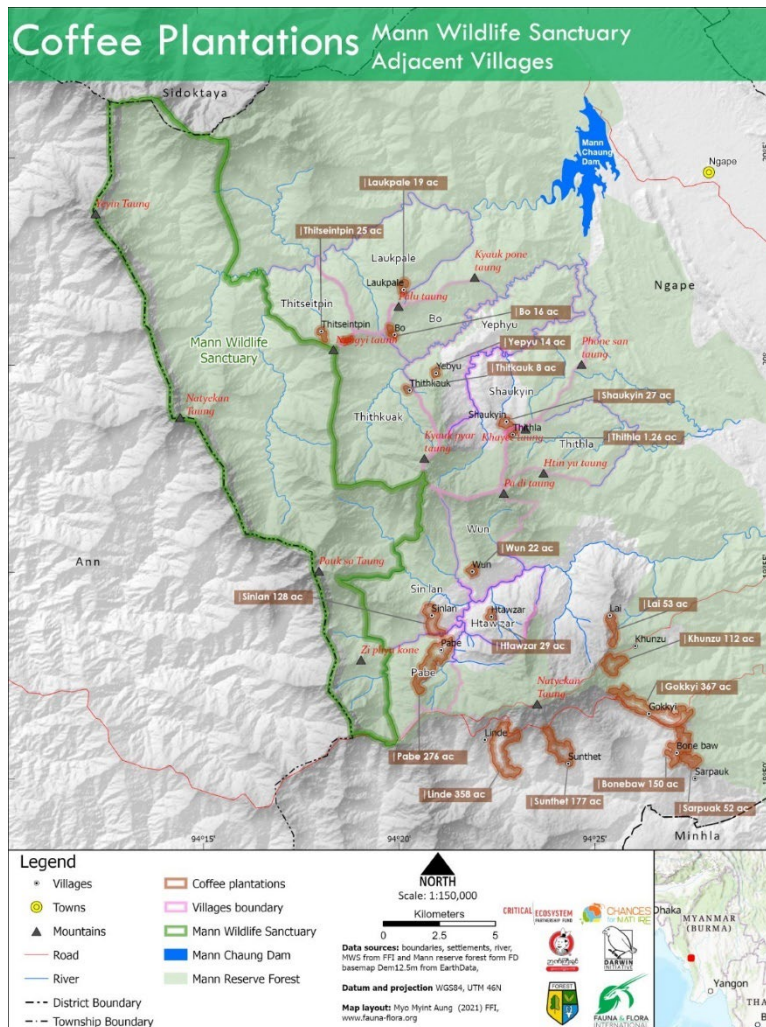 Coffee Plantations
Mann Wildlife Sanctuary
Adjacent Villages
Sidoktaya
Mann
Chaung
Dam
Ngape
Laukpale 19 ac
Thitseintpin 25 ac
Laukpale
Kyauk pone
taung
Laukpale
Thitseitpin
Ngape
Thitseintpin
Bo
Bo
Bo 16 ac
Yephyu
Yepyu 14 ac
Phone san
taung
Mann Wildlife
Sanctuary
Yebyu
Thitkauk 8 ac
Thithkauk
Shaukyin
Shaukyin 27 ac
Natyekan
Taung
Thithkuak
Shaukyin
Thithla
Thithla
Thithla 1.26 ac
Kyauk nyar
taung
Htin yu taung
Pa di taung
Wun
Wun 22 ac
Wun
Ann
Pauk su Taung
Sin'lan
Sinlan 128 ac
Sinlan
Htawzar
Htawzar
Lai
Lai 53 ac
Khunzu
Khunzu 112 ac
Htawzar 29 ac
Zi phyu kone
Pabe
Pabe
Natyekan
Taung
Gokkyi 367 ac
Gokkyi
Linde
Bone baw
Pabe 276 ac
Sunthet
Sarpauk
Linde 358 ac
Sunthet 177 ac
Bonebaw 150 ac
Sarpuak 52 ac
Minhla
94°15'
94°20'
94°25'
Legend
Villages
Towns
Mountains
Road
River
District Boundary
Township Boundary
Coffee plantations
Villages boundary
Mann Wildlife Sanctuary
Mann Chaung Dam
Mann Reserve Forest
NORTH
Scale: 1:150,000
Kilometers
0 2.5 5
Data sources: boundaries, settlements, river,
MWS from FFI and Mann reserve forest form FD
basemap Dem12.5m from EarthData,
Datum and projection WGS84, UTM 46N
Map layout: Myo Myint Aung (2021) FFI,
www.fauna-flora.org
CRITICAL ECOSYSTEM
PARTNERSHIP FUND
CHANCES
for NATURE
DARWIN
INITIATIVE
FOREST
FAUNA & FLORA
INTERNATIONAL
Dhaka
MYANMAR
(BURMA)
Yangon